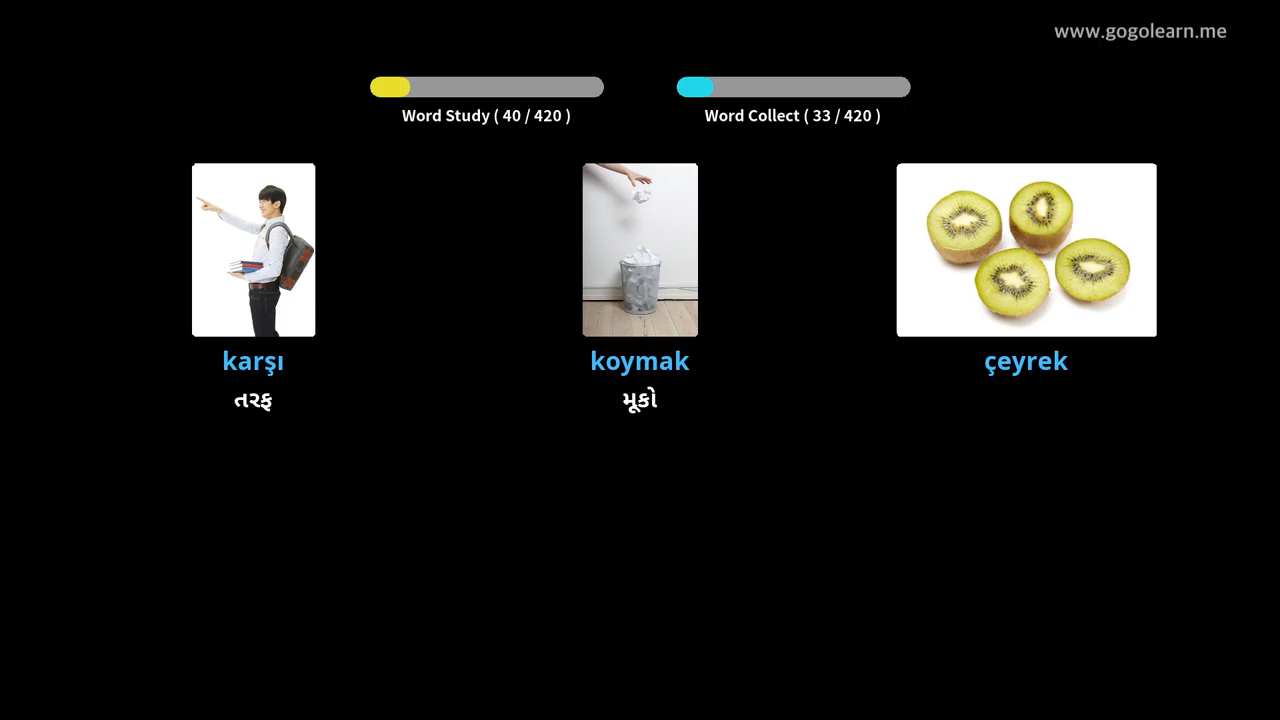 www.gogolearn.me
Word Study ( 40 / 420 )
Word Collect ( 33 / 420 )
karşı
તરફ
koymak
મૂકો
çeyrek